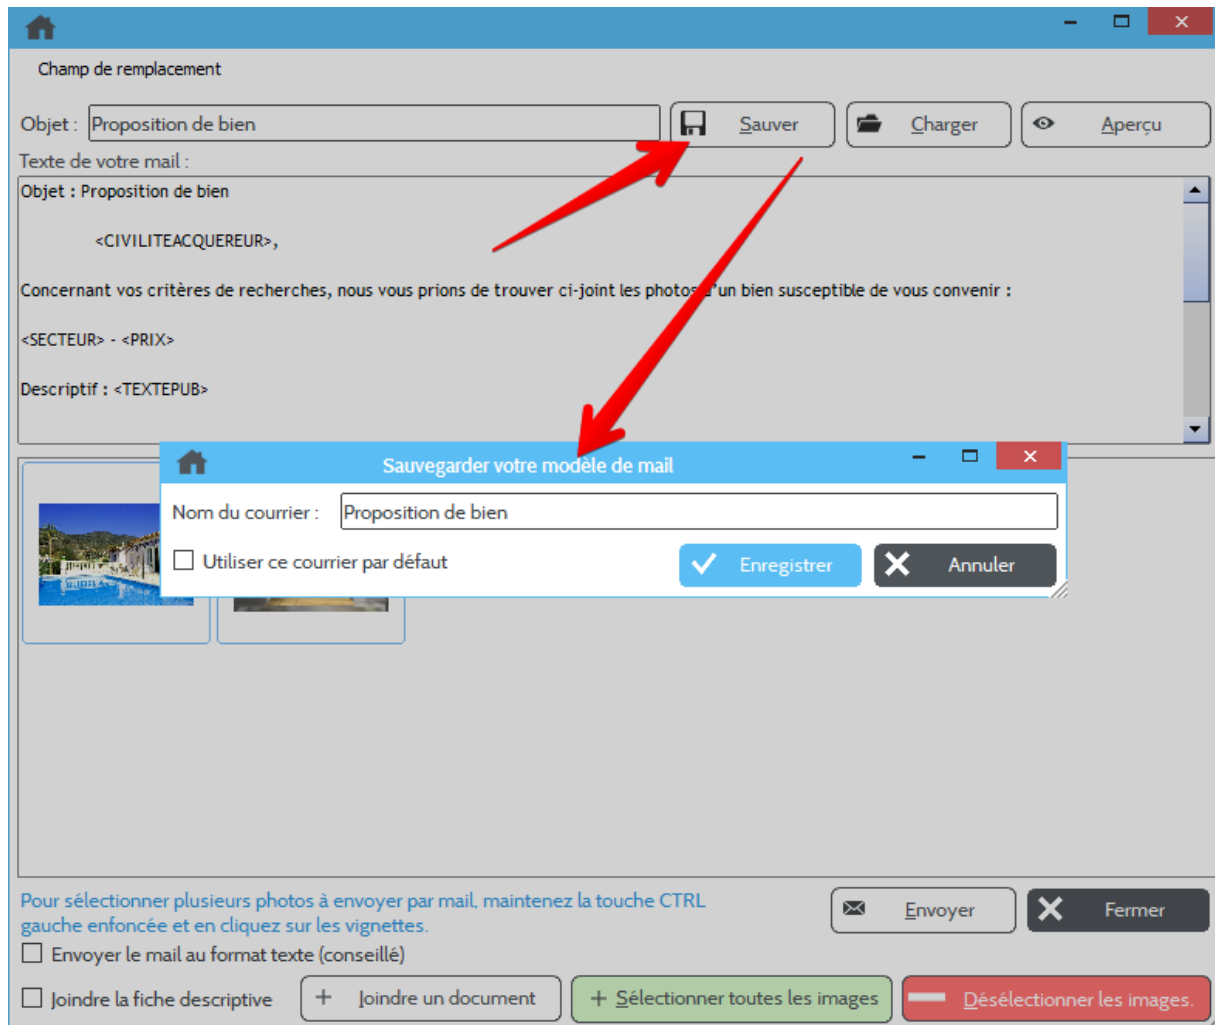 Champ de remplacement
Objet : Proposition de bien Sauver Charger Aperçu
Texte de votre mail :
Objet : Proposition de bien
<CIVILITEACQUEREUR>,
Concernant vos critères de recherches, nous vous prions de trouver ci-joint les photos d'un bien susceptible de vous convenir :
<SECTEUR> - <PRIX>
Descriptif : <TEXTEPUB>
Sauvegarder votre modèle de mail
Nom du courrier : Proposition de bien
Utiliser ce courrier par défaut Enregistrer Annuler
Pour sélectionner plusieurs photos à envoyer par mail, maintenez la touche CTRL
gauche enfoncée et en cliquez sur les vignettes.
Envoyer Fermer
Envoyer le mail au format texte (conseillé)
Joindre la fiche descriptive + Joindre un document + Sélectionner toutes les images Désélectionner les images.